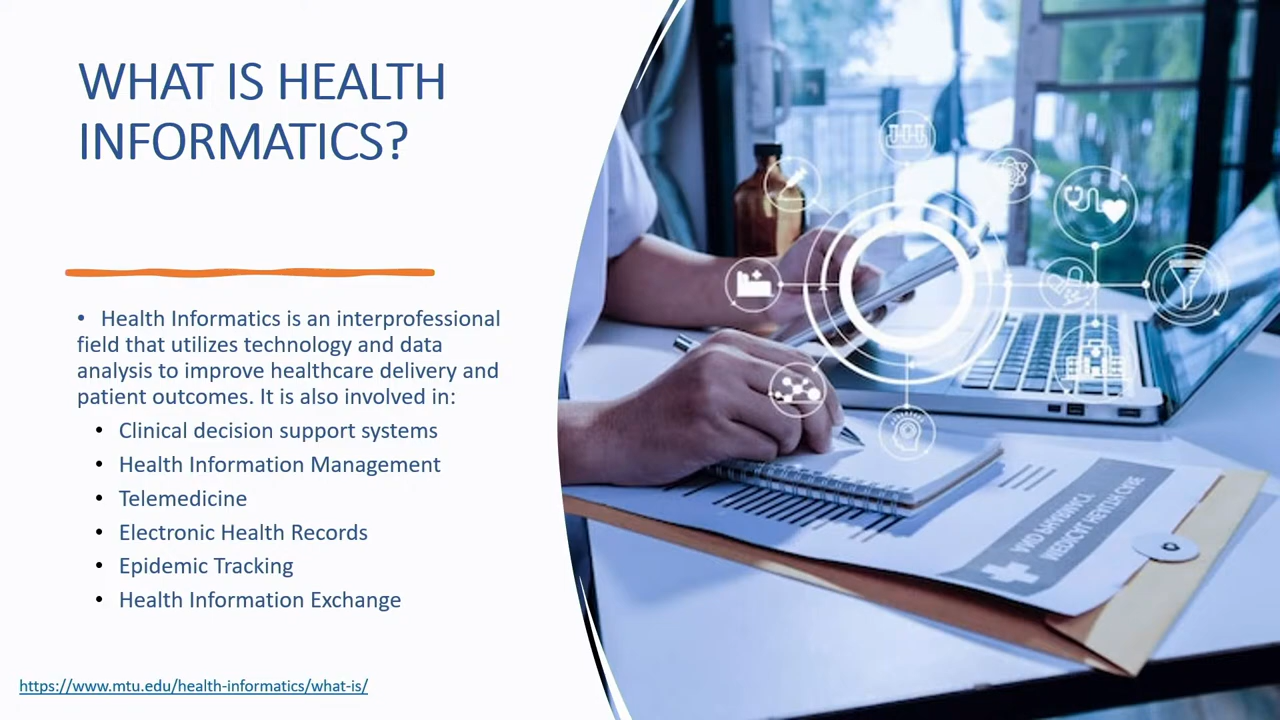 WHAT IS HEALTH
INFORMATICS?
• Health Informatics is an interprofessional
field that utilizes technology and data
analysis to improve healthcare delivery and
patient outcomes. It is also involved in:
• Clinical decision support systems
• Health Information Management
• Telemedicine
• Electronic Health Records
• Epidemic Tracking
• Health Information Exchange
https://www.mtu.edu/health-informatics/what-is/